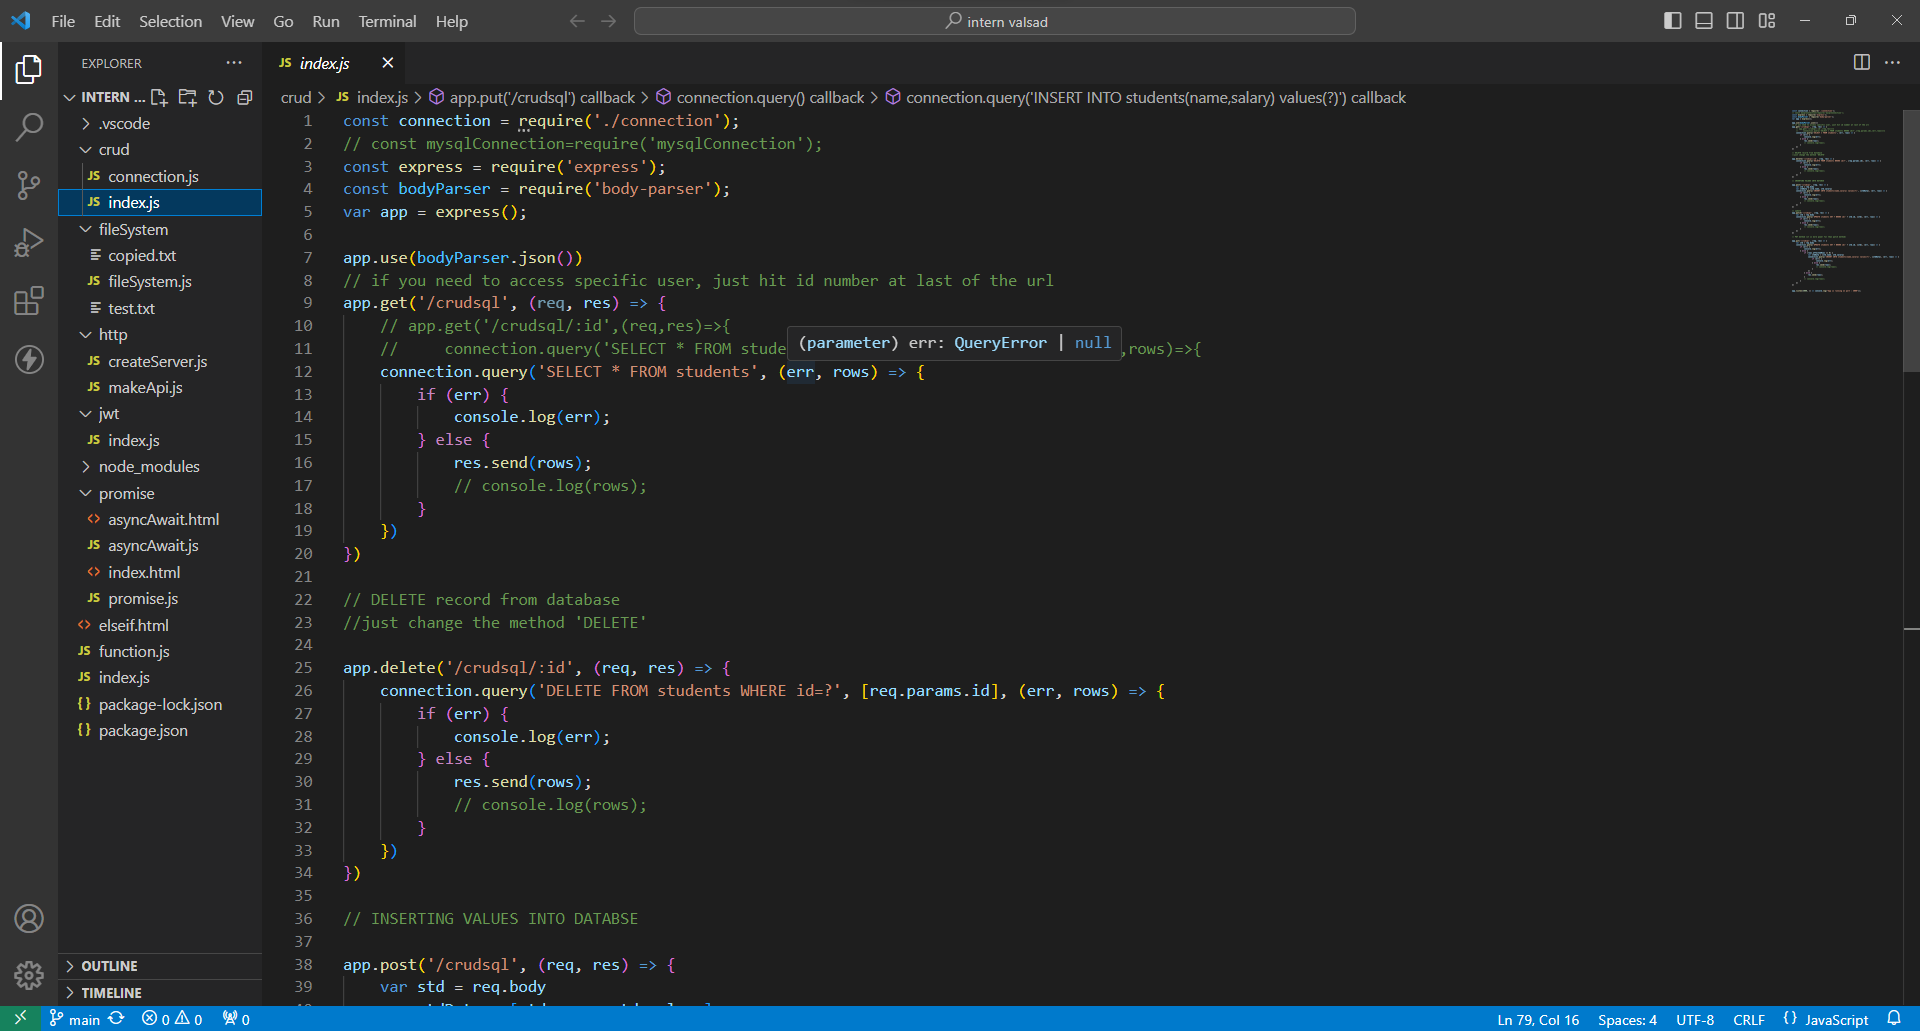 File Edit Selection View Go Run Terminal Help
intern valsad
EXPLORER
INTERN ...
.vscode
crud
JS connection.js
JS index.js
fileSystem
copied.txt
JS fileSystem.js
test.txt
http
JS createServer.js
JS makeApi.js
jwt
JS index.js
node_modules
promise
<> asyncAwait.html
JS asyncAwait.js
<> index.html
JS promise.js
<> elseif.html
JS function.js
JS index.js
{} package-lock.json
{} package.json
OUTLINE
TIMELINE
JS index.js
crud > JS index.js > app.put('/crudsql') callback > connection.query() callback > connection.query('INSERT INTO students(name,salary) values(?)') callback
1 const connection = require('./connection');
2 // const mysqlConnection=require('mysqlConnection');
3 const express = require('express');
4 const bodyParser = require('body-parser');
5 var app = express();
6
7 app.use(bodyParser.json())
8 // if you need to access specific user, just hit id number at last of the url
9 app.get('/crudsql', (req, res) => {
10 // app.get('/crudsql/:id',(req,res)=>{
11 // connection.query('SELECT * FROM stude ,rows)=>{
(parameter) err: QueryError | null
12 connection.query('SELECT * FROM students', (err, rows) => {
13 if (err) {
14 console.log(err);
15 } else {
16 res.send(rows);
17 // console.log(rows);
18 }
19 })
20 })
21
22 // DELETE record from database
23 //just change the method 'DELETE'
24
25 app.delete('/crudsql/:id', (req, res) => {
26 connection.query('DELETE FROM students WHERE id=?', [req.params.id], (err, rows) => {
27 if (err) {
28 console.log(err);
29 } else {
30 res.send(rows);
31 // console.log(rows);
32 }
33 })
34 })
35
36 // INSERTING VALUES INTO DATABSE
37
38 app.post('/crudsql', (req, res) => {
39 var std = req.body
main 0 0 0
Ln 79, Col 16 Spaces: 4 UTF-8 CRLF {} JavaScript